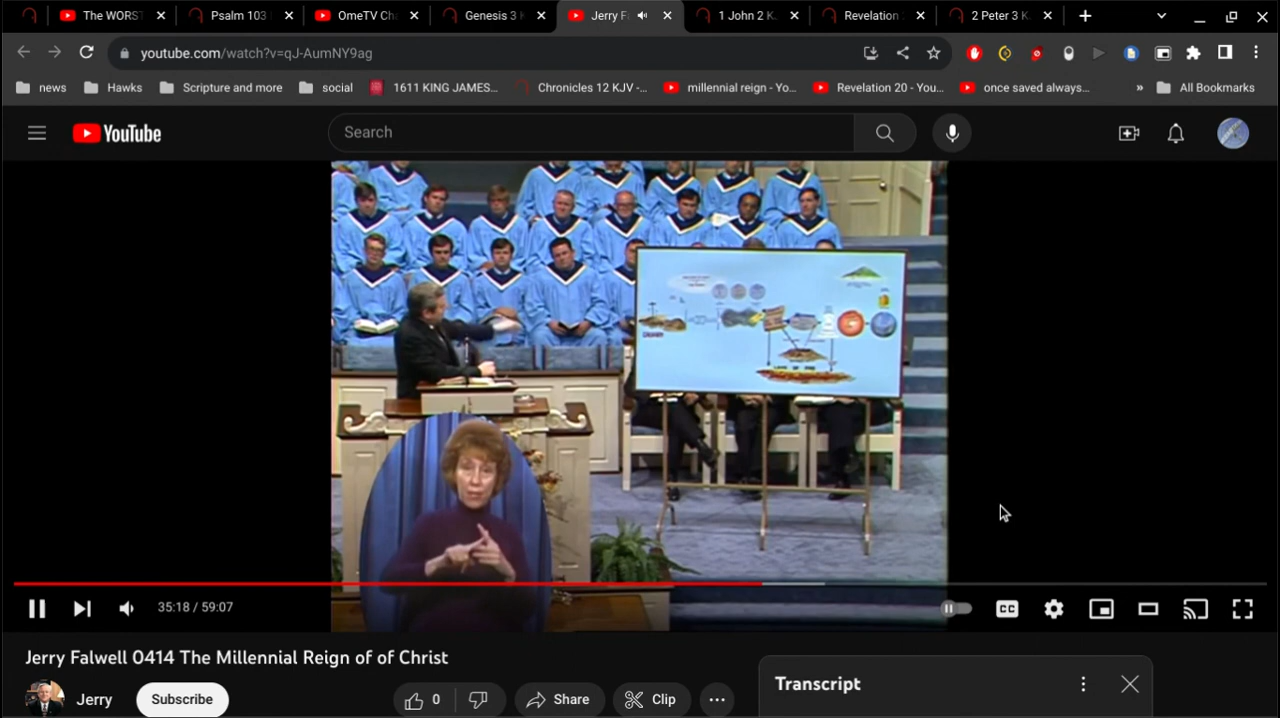 The WORS
Psalm 103
OmeTV Ch
Genesis 3 K
Jerry F
1 John 2 K
Revelation
2 Peter 3 K
youtube.com/watch?v=qJ-AumNY9ag
news
Hawks
Scripture and more
social
1611 KING JAMES...
Chronicles 12 KJV -...
millennial reign - Yo...
Revelation 20 - You...
once saved always...
»
All Bookmarks
YouTube
Search
35:18 / 59:07
CC
Jerry Falwell 0414 The Millennial Reign of of Christ
Jerry
Subscribe
0
Share
Clip
Transcript